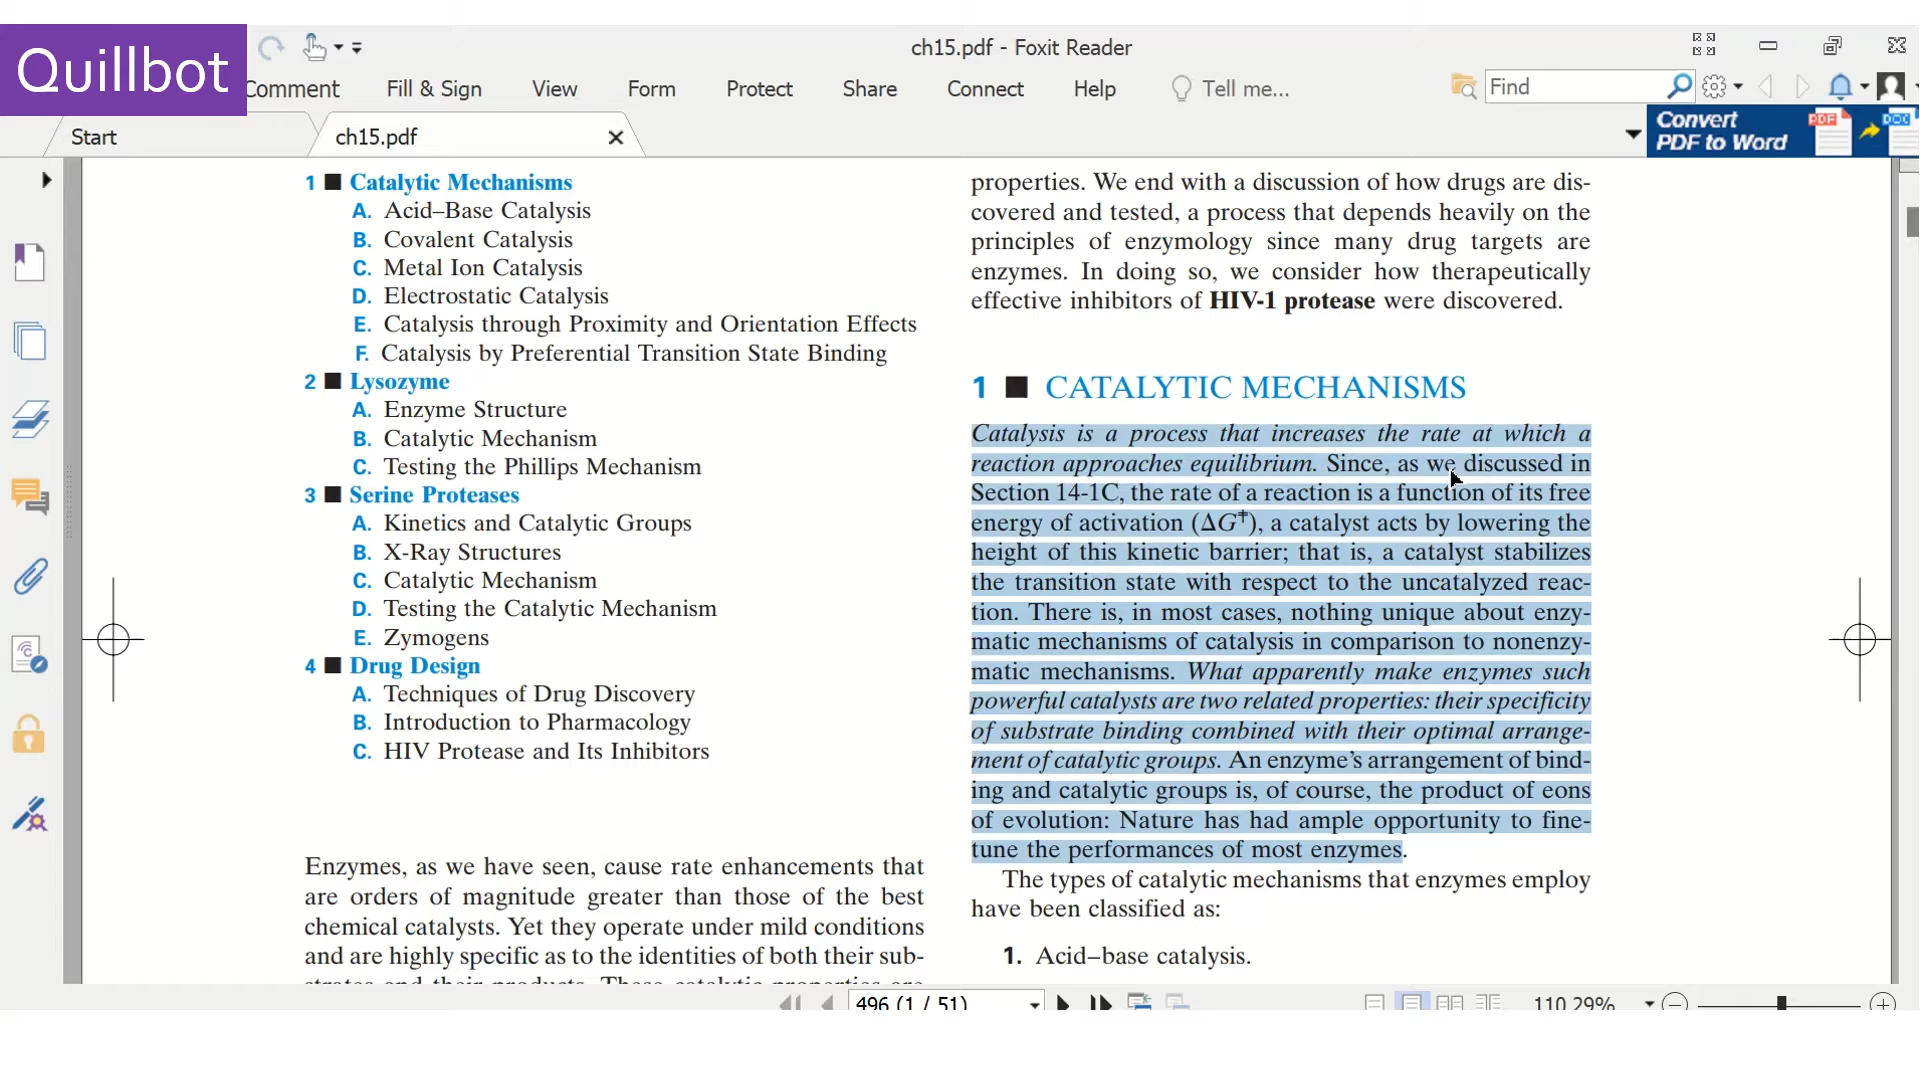 Quillbot
ch15.pdf - Foxit Reader
Comment Fill & Sign View Form Protect Share Connect Help Tell me... Find
Start ch15.pdf
Convert
PDF to Word
PDF DOC
1 ■ Catalytic Mechanisms
A. Acid–Base Catalysis
B. Covalent Catalysis
C. Metal Ion Catalysis
D. Electrostatic Catalysis
E. Catalysis through Proximity and Orientation Effects
F. Catalysis by Preferential Transition State Binding
2 ■ Lysozyme
A. Enzyme Structure
B. Catalytic Mechanism
C. Testing the Phillips Mechanism
3 ■ Serine Proteases
A. Kinetics and Catalytic Groups
B. X-Ray Structures
C. Catalytic Mechanism
D. Testing the Catalytic Mechanism
E. Zymogens
4 ■ Drug Design
A. Techniques of Drug Discovery
B. Introduction to Pharmacology
C. HIV Protease and Its Inhibitors
Enzymes, as we have seen, cause rate enhancements that
are orders of magnitude greater than those of the best
chemical catalysts. Yet they operate under mild conditions
and are highly specific as to the identities of both their sub-
strates and their products. These catalytic properties are
properties. We end with a discussion of how drugs are dis-
covered and tested, a process that depends heavily on the
principles of enzymology since many drug targets are
enzymes. In doing so, we consider how therapeutically
effective inhibitors of HIV-1 protease were discovered.
1 ■ CATALYTIC MECHANISMS
Catalysis is a process that increases the rate at which a
reaction approaches equilibrium. Since, as we discussed in
Section 14-1C, the rate of a reaction is a function of its free
energy of activation (ΔG‡), a catalyst acts by lowering the
height of this kinetic barrier; that is, a catalyst stabilizes
the transition state with respect to the uncatalyzed reac-
tion. There is, in most cases, nothing unique about enzy-
matic mechanisms of catalysis in comparison to nonenzy-
matic mechanisms. What apparently make enzymes such
powerful catalysts are two related properties: their specificity
of substrate binding combined with their optimal arrange-
ment of catalytic groups. An enzyme's arrangement of bind-
ing and catalytic groups is, of course, the product of eons
of evolution: Nature has had ample opportunity to fine-
tune the performances of most enzymes.
The types of catalytic mechanisms that enzymes employ
have been classified as:
1. Acid–base catalysis.
496 (1 / 51) 110.29%